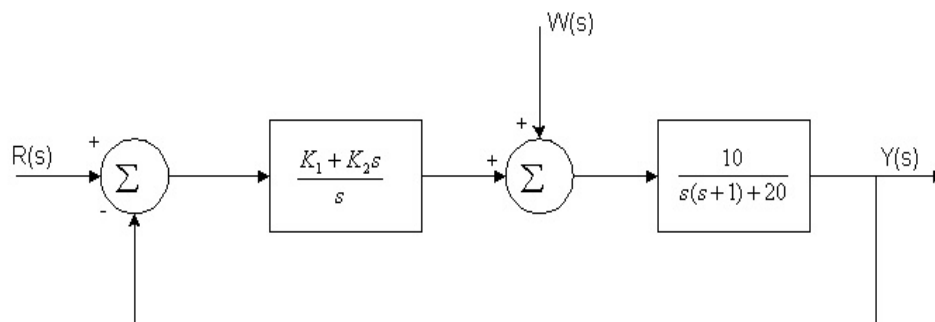 W(s)
R(s)
+
-
Σ
K₁ + K₂s
s
+
+
Σ
10
s(s+1)+20
Y(s)